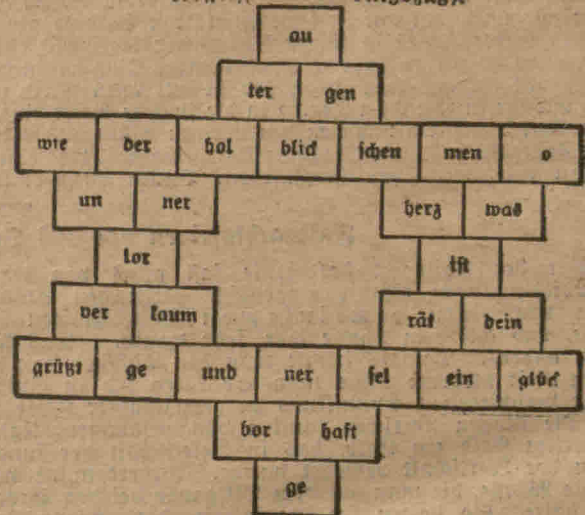 au
ter gen
wie der hol blick schen men o
un ner herz was
lor ist
ver kaum rät dein
grüßt ge und ner sel ein glück
bor haft
ge